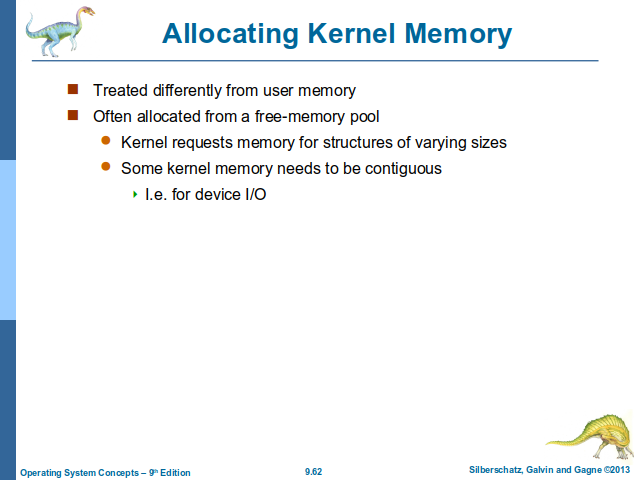 Allocating Kernel Memory
Treated differently from user memory
Often allocated from a free-memory pool
Kernel requests memory for structures of varying sizes
Some kernel memory needs to be contiguous
I.e. for device I/O
Operating System Concepts – 9th Edition
9.62
Silberschatz, Galvin and Gagne ©2013